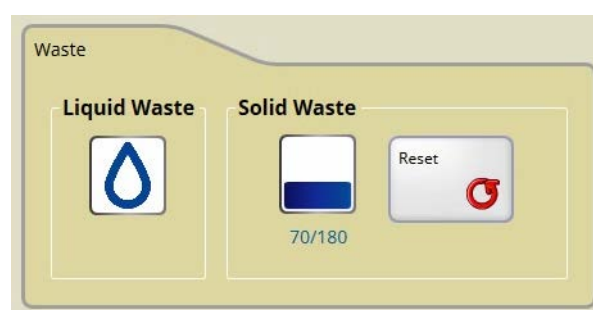 Waste
Liquid Waste
Solid Waste
Reset
70/180